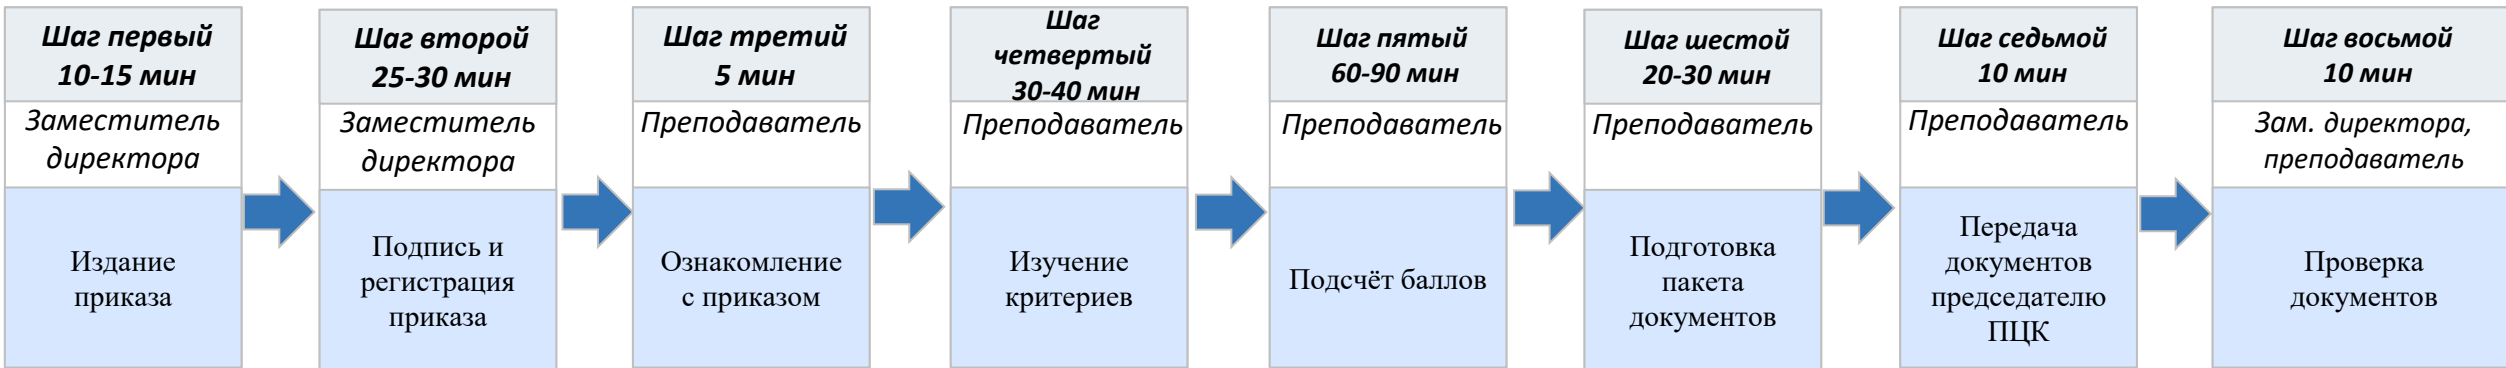 Шаг первый
10-15 мин
Заместитель
директора
Издание
приказа
Шаг второй
25-30 мин
Заместитель
директора
Подпись и
регистрация
приказа
Шаг третий
5 мин
Преподаватель
Ознакомление
с приказом
Шаг
четвертый
30-40 мин
Преподаватель
Изучение
критериев
Шаг пятый
60-90 мин
Преподаватель
Подсчёт баллов
Шаг шестой
20-30 мин
Преподаватель
Подготовка
пакета
документов
Шаг седьмой
10 мин
Преподаватель
Передача
документов
председателю
ПЦК
Шаг восьмой
10 мин
Зам. директора,
преподаватель
Проверка
документов